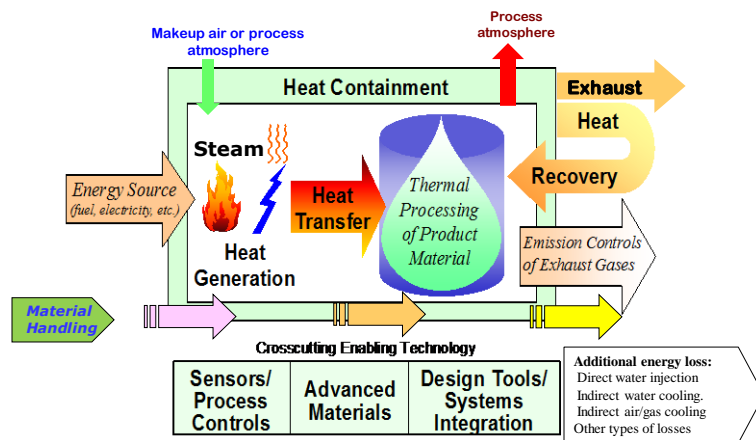 Makeup air or process
atmosphere
Process
atmosphere
Heat Containment
Exhaust
Heat
Recovery
Steam
Energy Source
(fuel, electricity, etc.)
Heat
Transfer
Thermal
Processing
of Product
Material
Heat
Generation
Emission Controls
of Exhaust Gases
Material
Handling
Crosscutting Enabling Technology
Sensors/
Process
Controls
Advanced
Materials
Design Tools/
Systems
Integration
Additional energy loss:
Direct water injection
Indirect water cooling.
Indirect air/gas cooling
Other types of losses